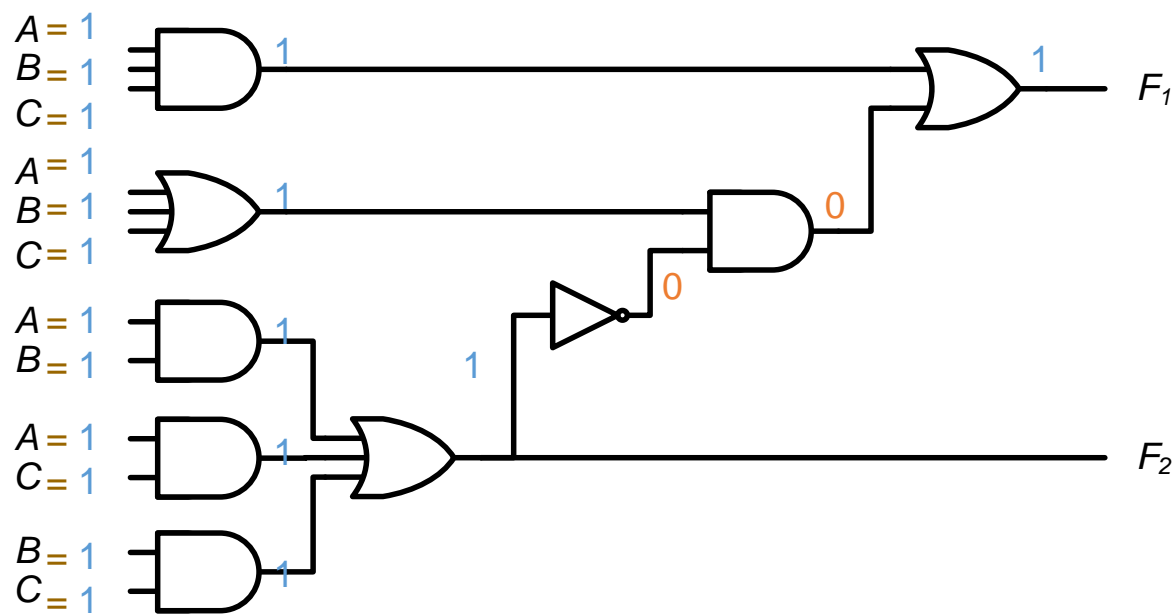 A = 1
1
1
B = 1
F1
C = 1
A = 1
1
B = 1
0
C = 1
0
A = 1
1
1
B = 1
A = 1
1
F2
C = 1
B = 1
1
C = 1